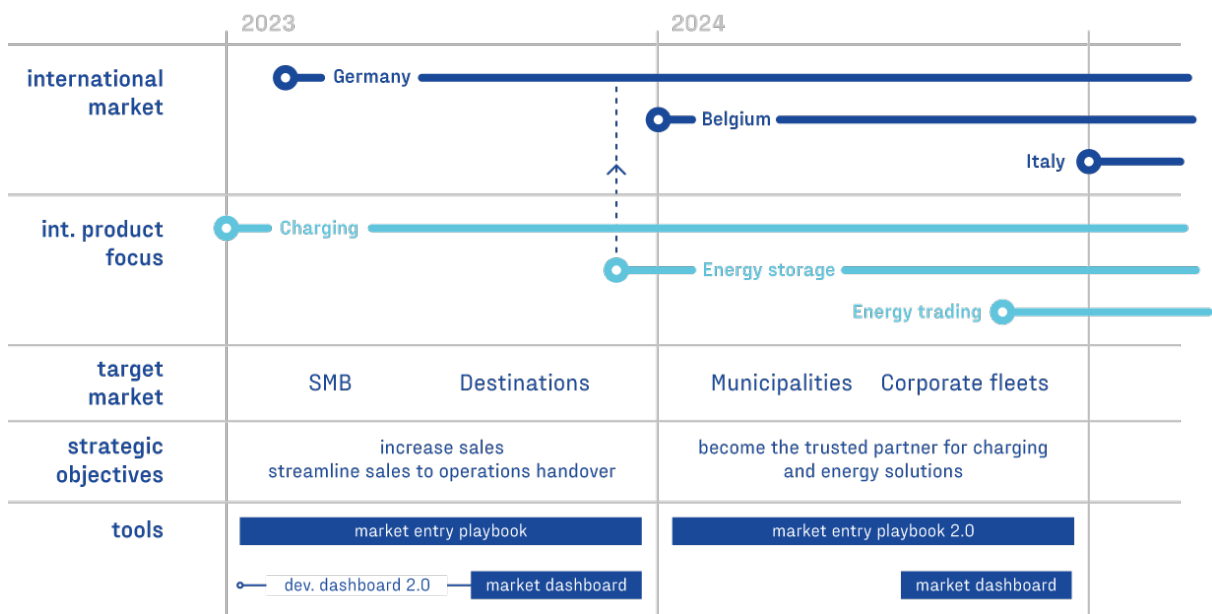 2023
2024
international
market
Germany
Belgium
Italy
int. product
focus
Charging
Energy storage
Energy trading
target
market
SMB
Destinations
Municipalities
Corporate fleets
strategic
objectives
increase sales
streamline sales to operations handover
become the trusted partner for charging
and energy solutions
tools
market entry playbook
market entry playbook 2.0
dev. dashboard 2.0
market dashboard
market dashboard